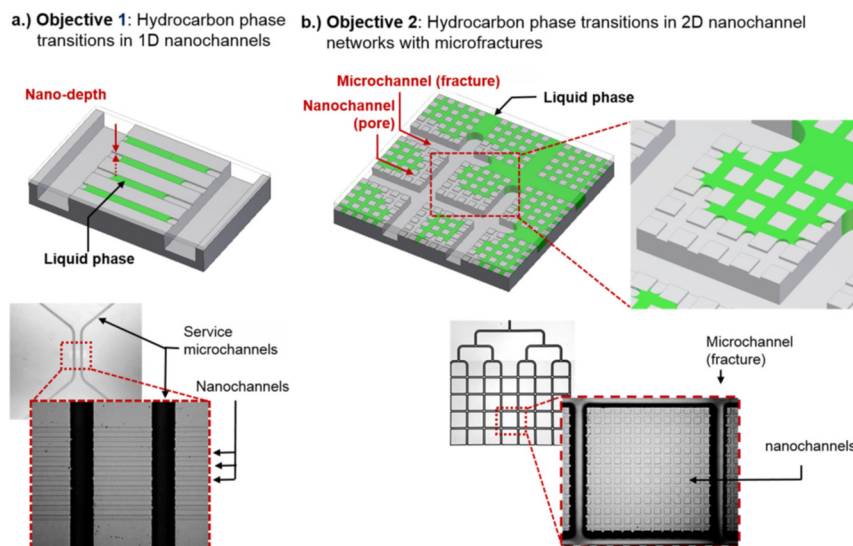 a.) Objective 1: Hydrocarbon phase
transitions in 1D nanochannels
Nano-depth
Liquid phase
Service
microchannels
Nanochannels
b.) Objective 2: Hydrocarbon phase transitions in 2D nanochannel
networks with microfractures
Microchannel (fracture)
Nanochannel
(pore)
Liquid phase
Microchannel
(fracture)
nanochannels